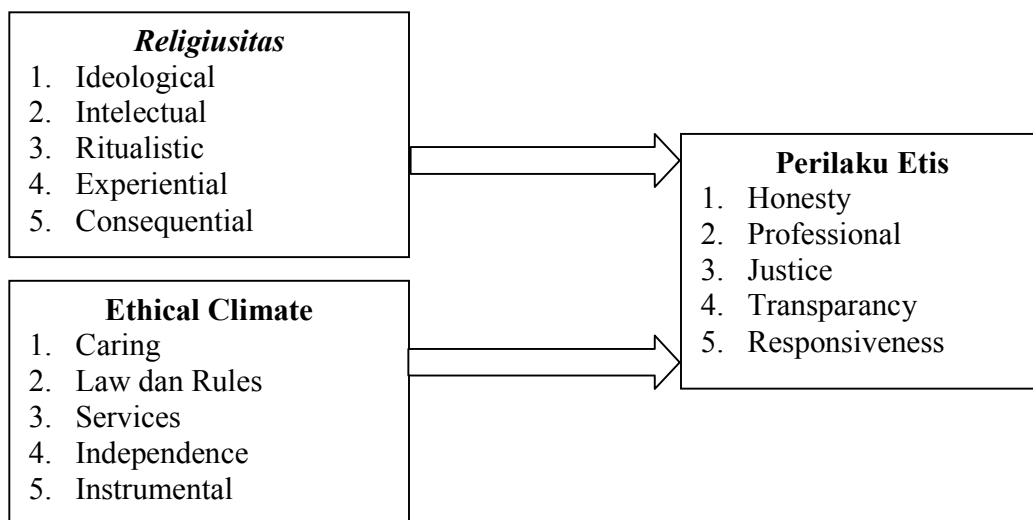 Religiusitas
1. Ideological
2. Intelectual
3. Ritualistic
4. Experiential
5. Consequential
Ethical Climate
1. Caring
2. Law dan Rules
3. Services
4. Independence
5. Instrumental
Perilaku Etis
1. Honesty
2. Professional
3. Justice
4. Transparancy
5. Responsiveness